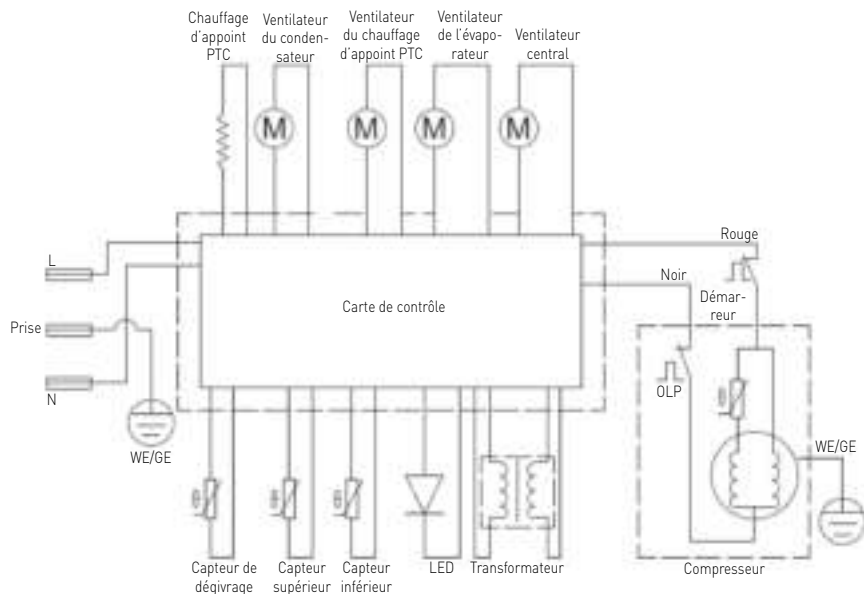 Chauffage
d'appoint
PTC
Ventilateur
du conden-
sateur
Ventilateur
du chauffage
d'appoint PTC
Ventilateur
de l'évapo-
rateur
Ventilateur
central
M
M
M
M
L
Prise
N
WE/GE
Carte de contrôle
Rouge
Noir
Démar-
reur
OLP
WE/GE
Capteur de
dégivrage
Capteur
supérieur
Capteur
inférieur
LED
Transformateur
Compresseur